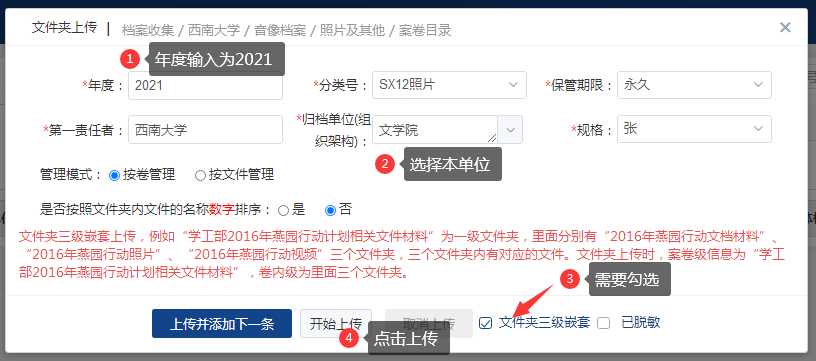 文件夹上传 | 档案收集 / 西南大学 / 音像档案 / 照片及其他 / 案卷目录
1 年度输入为2021
*年度： 2021 *分类号： SX12照片 *保管期限： 永久
*第一责任者： 西南大学 *归档单位(组织架构)： 文学院 *规格： 张
2 选择本单位
管理模式： 按卷管理 按文件管理
是否按照文件夹内文件的名称数字排序： 是 否
文件夹三级嵌套上传，例如“学工部2016年燕园行动计划相关文件材料”为一级文件夹，里面分别有“2016年燕园行动文档材料”、
“2016年燕园行动照片”、“2016年燕园行动视频”三个文件夹，三个文件夹内有对应的文件。文件夹上传时，案卷级信息为“学工
部2016年燕园行动计划相关文件材料”，卷内级为里面三个文件夹。
3 需要勾选
上传并添加下一条 开始上传 取消上传 文件夹三级嵌套 已脱敏
4 点击上传